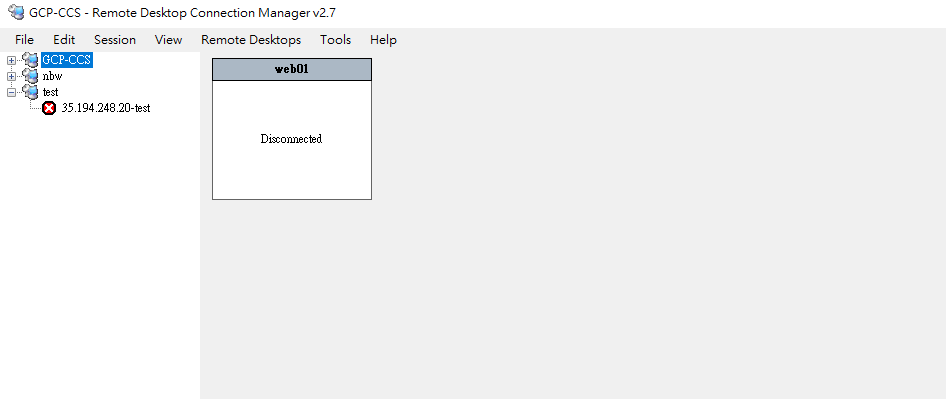 GCP-CCS - Remote Desktop Connection Manager v2.7
File Edit Session View Remote Desktops Tools Help
GCP-CCS
nbw
test
35.194.248.20-test
web01
Disconnected